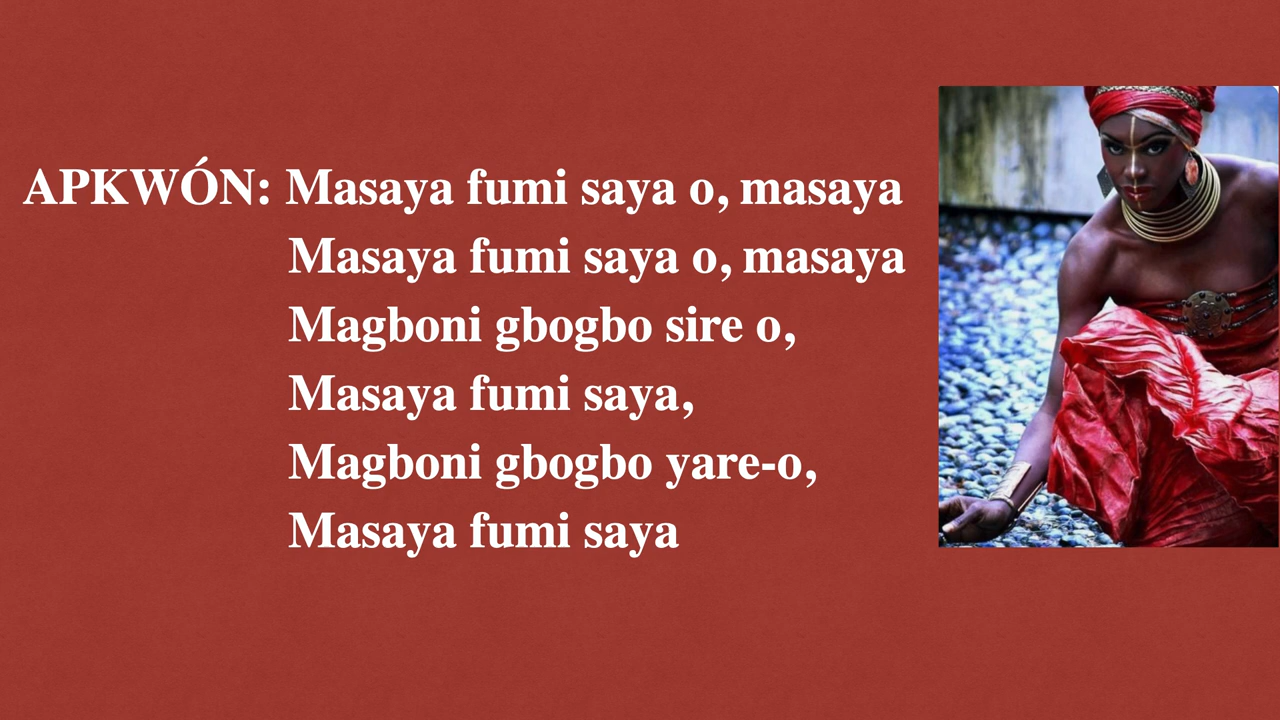 APKWÓN: Masaya fumi saya o, masaya
Masaya fumi saya o, masaya
Magboni gbogbo sire o,
Masaya fumi saya,
Magboni gbogbo yare-o,
Masaya fumi saya